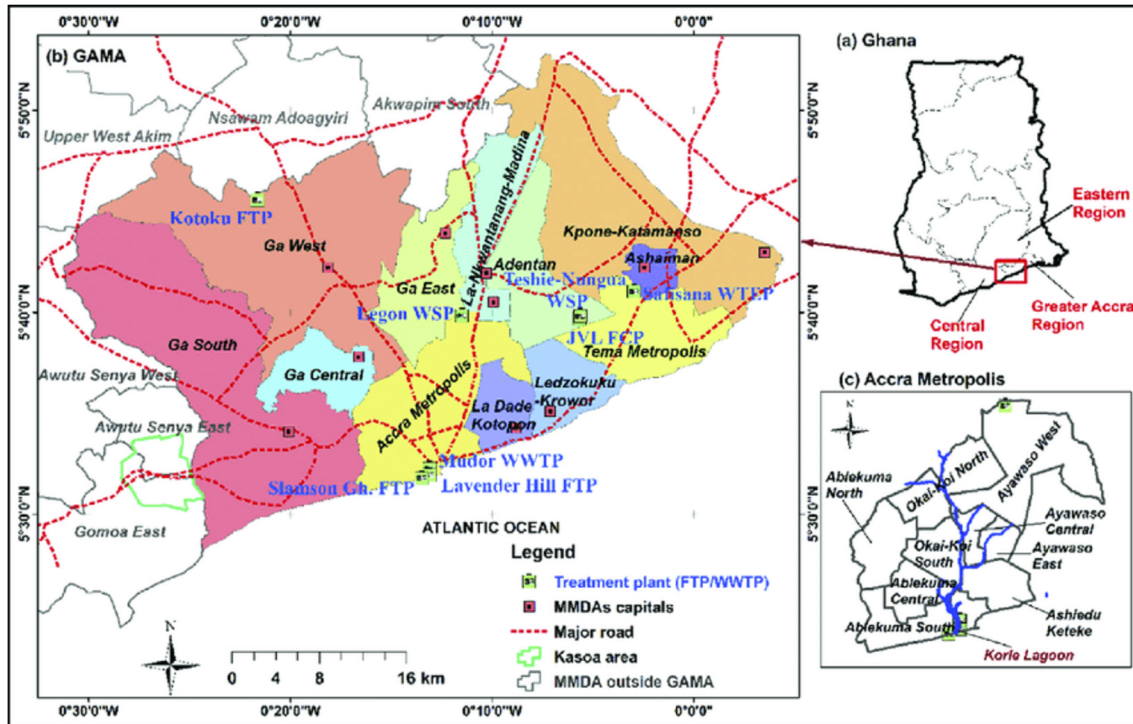 0°30'0"W
0°20'0"W
0°10'0"W
0°0'0"
(b) GAMA
Akwapim South
Nsawam Adoagyiri
Upper West Akim
5°50'0"N
5°50'0"N
La-Nkwantanang-Madina
Kotoku FTP
Ga West
Kpone-Katamanso
Ashaiman
Adentan
Ga East
Teshie-Nungua
WSP
Legon WSP
5°40'0"N
5°40'0"N
JVL FCP
Tema Metropolis
Ga South
Ga Central
Accra Metropolis
Ledzokuku
-Krowor
La Dade
Kotopon
Awutu Senya West
Awutu Senya East
Mudor WWTP
Slamson Gh. FTP
Lavender Hill FTP
Gomoa East
5°30'0"N
5°30'0"N
ATLANTIC OCEAN
Legend
Treatment plant (FTP/WWTP)
MMDAs capitals
Major road
Kasoa area
MMDA outside GAMA
N
0 4 8 16 km
0°30'0"W
0°20'0"W
0°10'0"W
0°0'0"
(a) Ghana
Eastern
Region
Greater Accra
Region
Central
Region
(c) Accra Metropolis
N
Ayawaso West
Okai-Koi North
Ablekuma
North
Ayawaso
Central
Okai-Koi
South
Ayawaso
East
Ablekuma
Central
Ashiedu
Keteke
Ablekuma South
Korle Lagoon